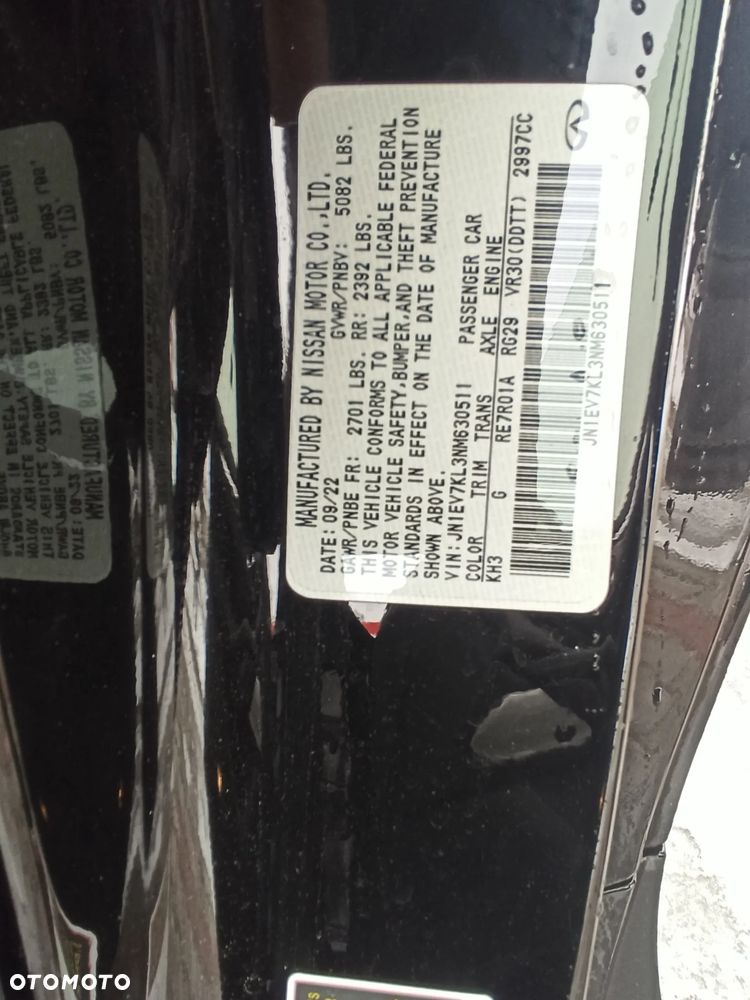 MANUFACTURED BY NISSAN MOTOR CO.,LTD.
DATE: 09/22 GVWR/PNBV: 5082 LBS.
GAWR/PNBE FR: 2701 LBS. RR: 2392 LBS.
THIS VEHICLE CONFORMS TO ALL APPLICABLE FEDERAL
MOTOR VEHICLE SAFETY,BUMPER,AND THEFT PREVENTION
STANDARDS IN EFFECT ON THE DATE OF MANUFACTURE
SHOWN ABOVE.
VIN: JN1EV7KL3NM630511 PASSENGER CAR
COLOR TRIM TRANS AXLE ENGINE
KH3 G RE7R01A RG29 VR30(DDTT) 2997CC
JN1EV7KL3NM630511
OTOMOTO